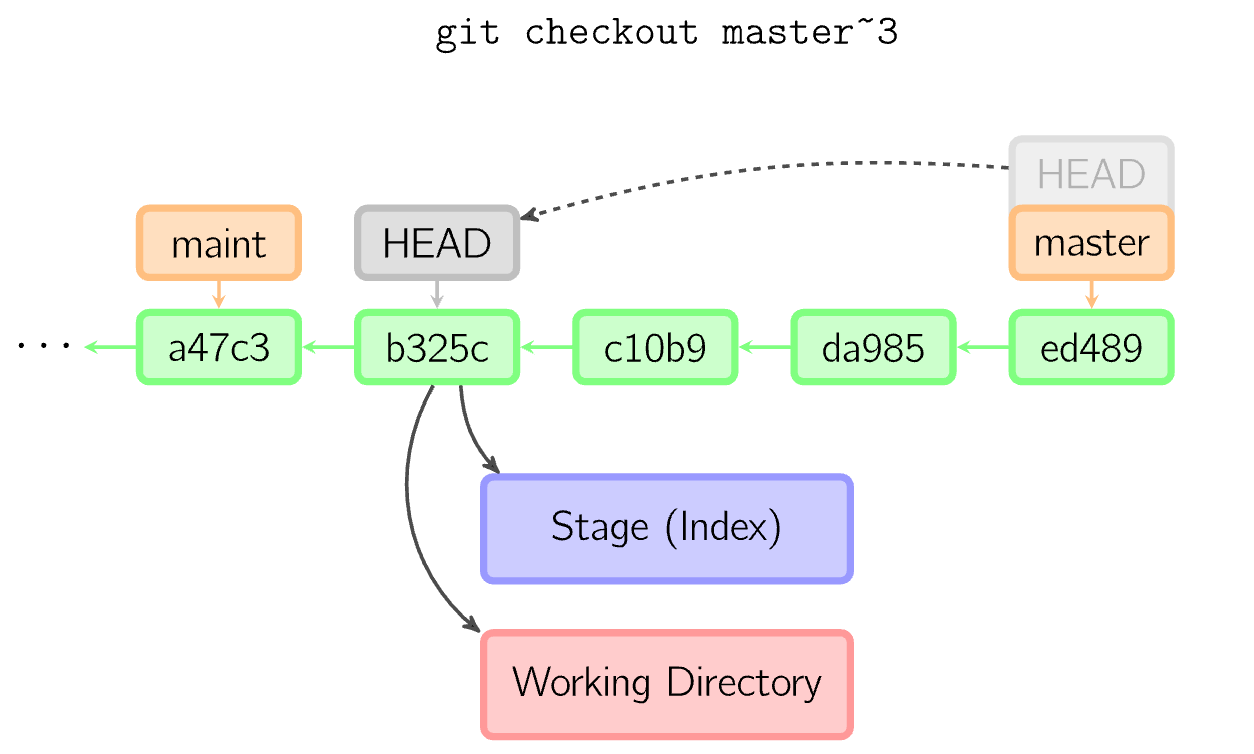 git checkout master~3
HEAD
maint
HEAD
master
...
a47c3
b325c
c10b9
da985
ed489
Stage (Index)
Working Directory